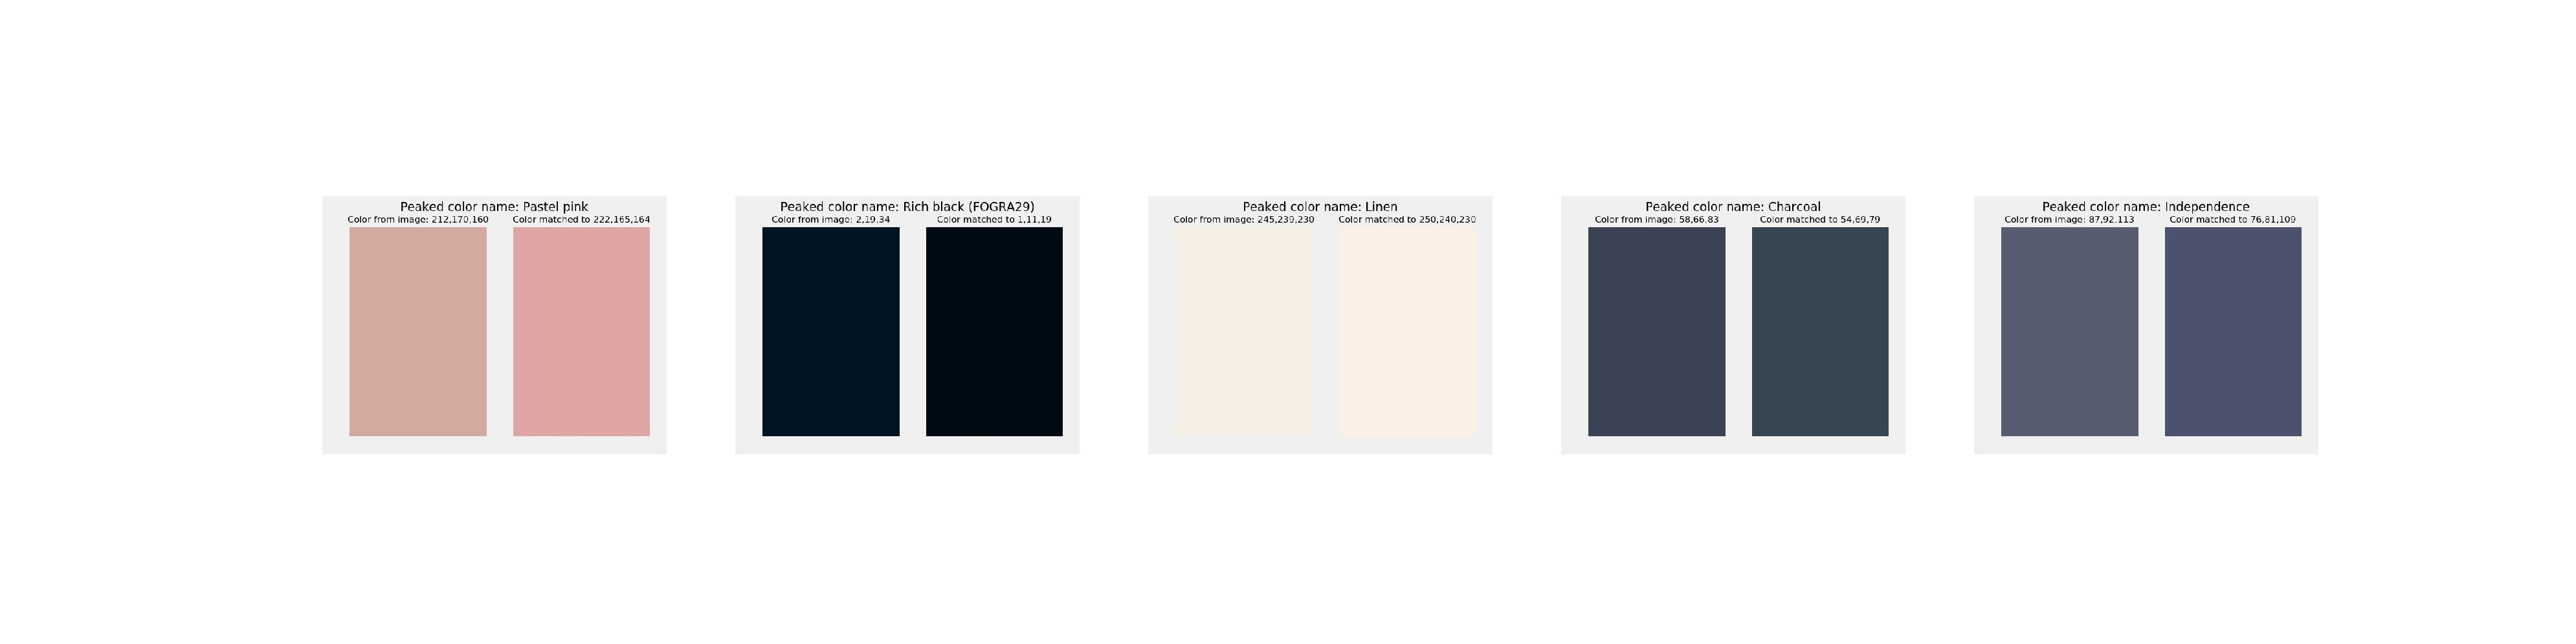 Peaked color name: Pastel pink
Color from image: 212,170,160
Color matched to 222,165,164
Peaked color name: Rich black (FOGRA29)
Color from image: 2,19,34
Color matched to 1,11,19
Peaked color name: Linen
Color from image: 245,239,230
Color matched to 250,240,230
Peaked color name: Charcoal
Color from image: 58,66,83
Color matched to 54,69,79
Peaked color name: Independence
Color from image: 87,92,113
Color matched to 76,81,109